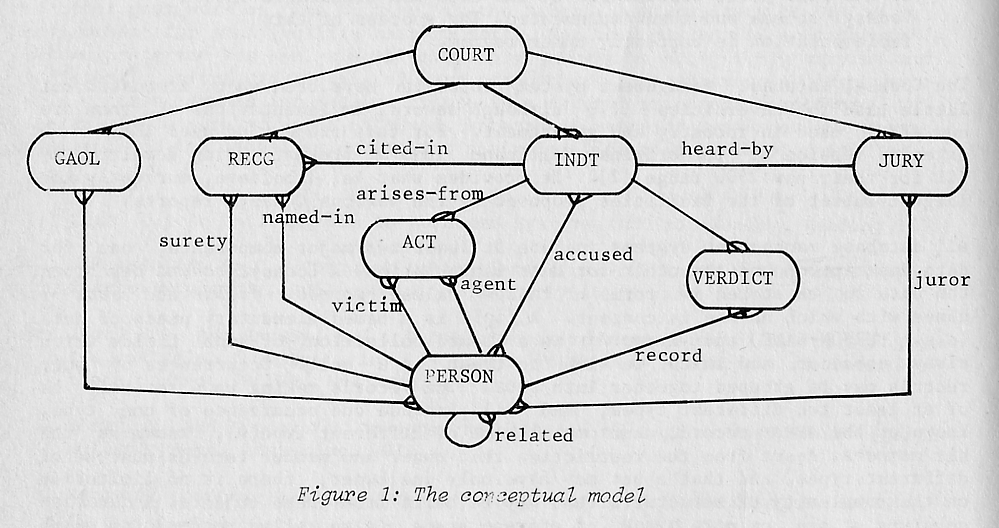 COURT
GAOL
RECG
cited-in
INDT
heard-by
JURY
arises-from
named-in
surety
ACT
accused
VERDICT
juror
agent
victim
record
PERSON
related
Figure 1: The conceptual model